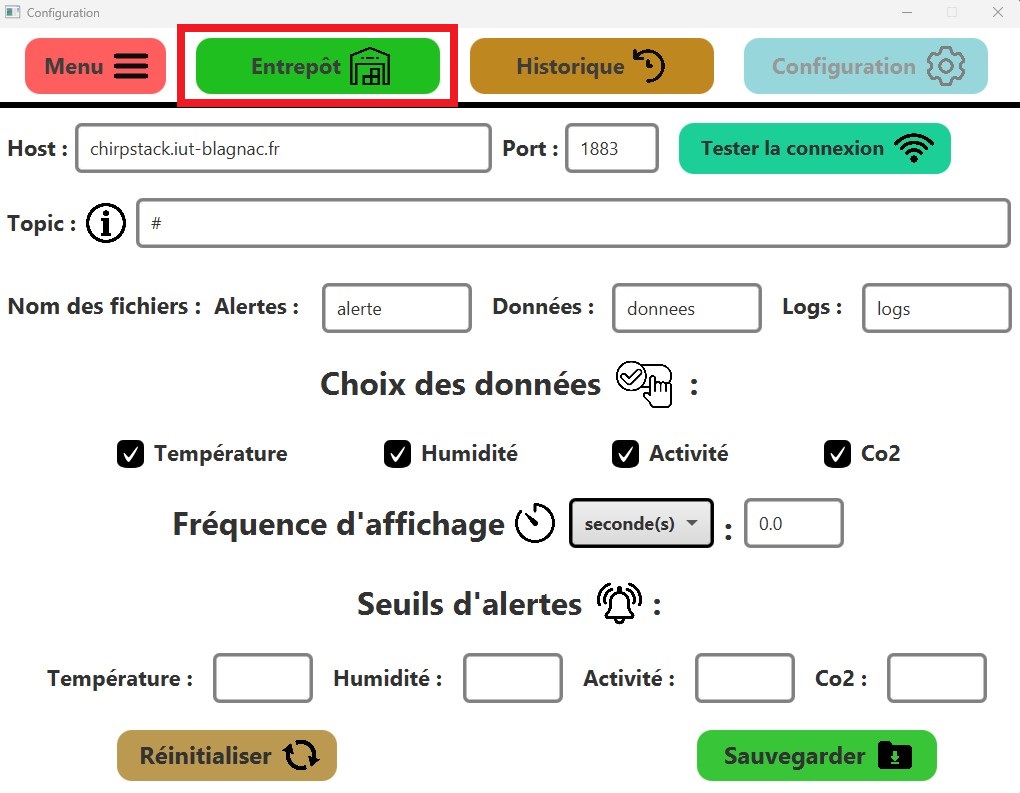 Configuration
Menu Entrepôt Historique Configuration
Host : chirpstack.iut-blagnac.fr Port : 1883 Tester la connexion
Topic : #
Nom des fichiers : Alertes : alerte Données : donnees Logs : logs
Choix des données :
Température Humidité Activité Co2
Fréquence d'affichage seconde(s) : 0.0
Seuils d'alertes :
Température : Humidité : Activité : Co2 :
Réinitialiser Sauvegarder